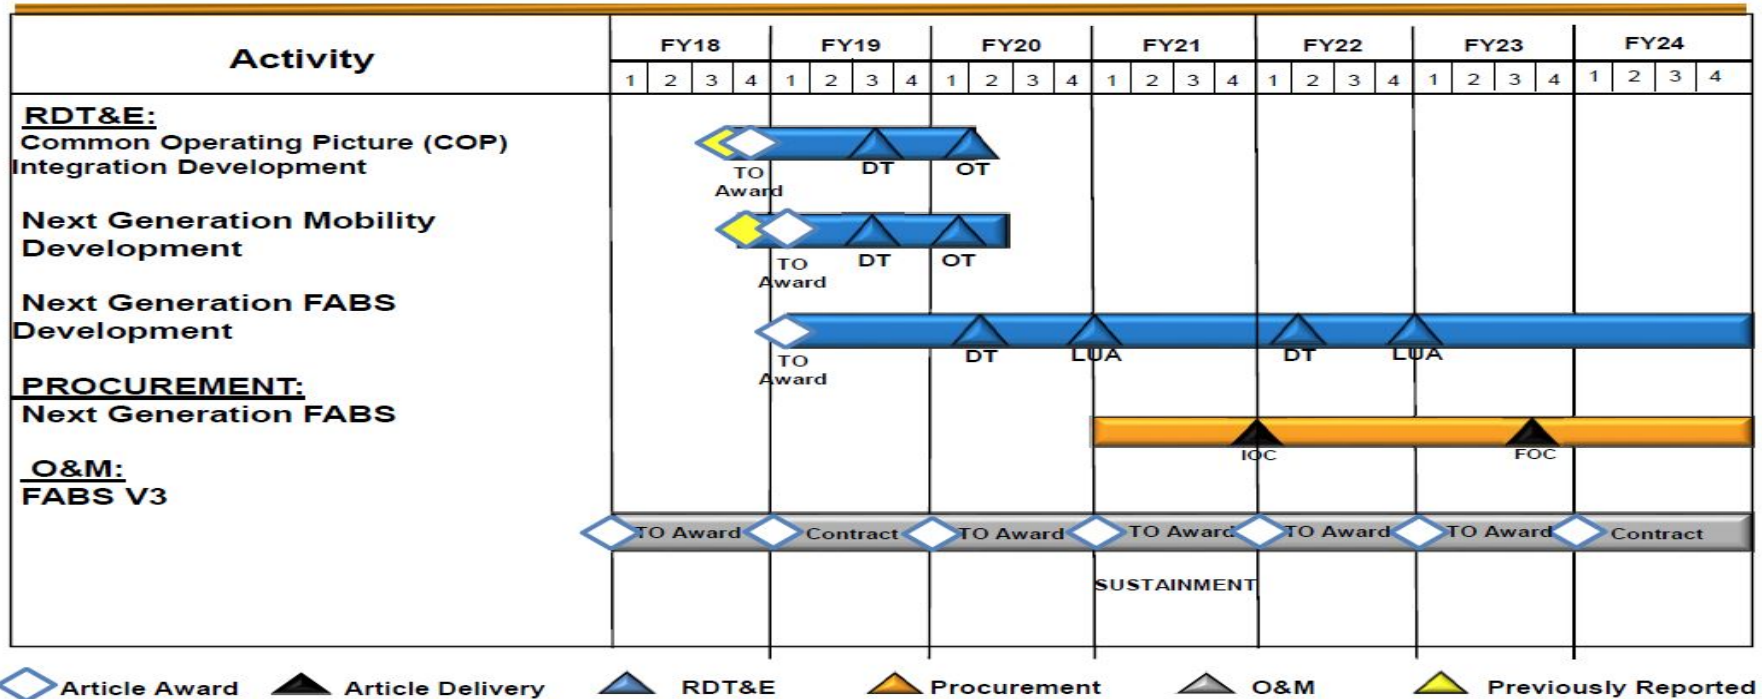 Activity
FY18 FY19 FY20 FY21 FY22 FY23 FY24
1 2 3 4 1 2 3 4 1 2 3 4 1 2 3 4 1 2 3 4 1 2 3 4 1 2 3 4
RDT&E:
Common Operating Picture (COP)
Integration Development
TO
Award
DT
OT
Next Generation Mobility
Development
TO
Award
DT
OT
Next Generation FABS
Development
TO
Award
DT
LUA
DT
LUA
PROCUREMENT:
Next Generation FABS
IOC
FOC
O&M:
FABS V3
TO Award Contract TO Award TO Award TO Award TO Award Contract
SUSTAINMENT
Article Award Article Delivery RDT&E Procurement O&M Previously Reported